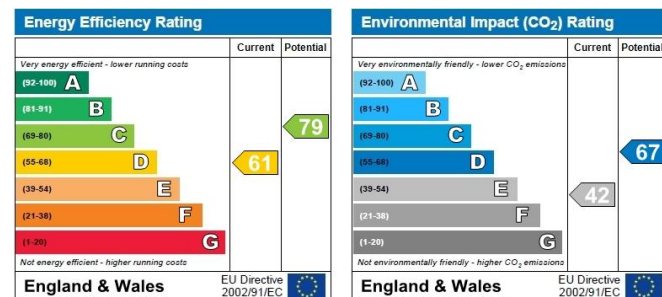 Energy Efficiency Rating
Current Potential
Very energy efficient - lower running costs
(92-100) A
(81-91) B
(69-80) C
(55-68) D
(39-54) E
(21-38) F
(1-20) G
61
79
Not energy efficient - higher running costs
England & Wales
EU Directive
2002/91/EC
Environmental Impact (CO₂) Rating
Current Potential
Very environmentally friendly - lower CO₂ emissions
(92-100) A
(81-91) B
(69-80) C
(55-68) D
(39-54) E
(21-38) F
(1-20) G
42
67
Not environmentally friendly - higher CO₂ emissions
England & Wales
EU Directive
2002/91/EC